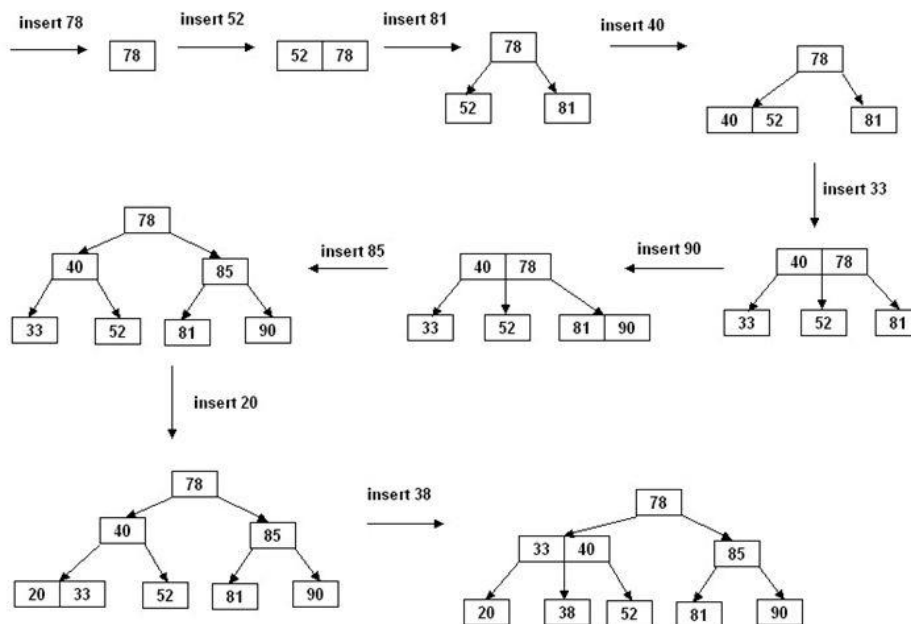 insert 78
78
insert 52
52 78
insert 81
78
52 81
insert 40
78
40 52 81
insert 33
40 78
33 52 81
insert 90
40 78
33 52 81 90
insert 85
78
40 85
33 52 81 90
insert 20
78
40 85
20 33 52 81 90
insert 38
78
33 40 85
20 38 52 81 90